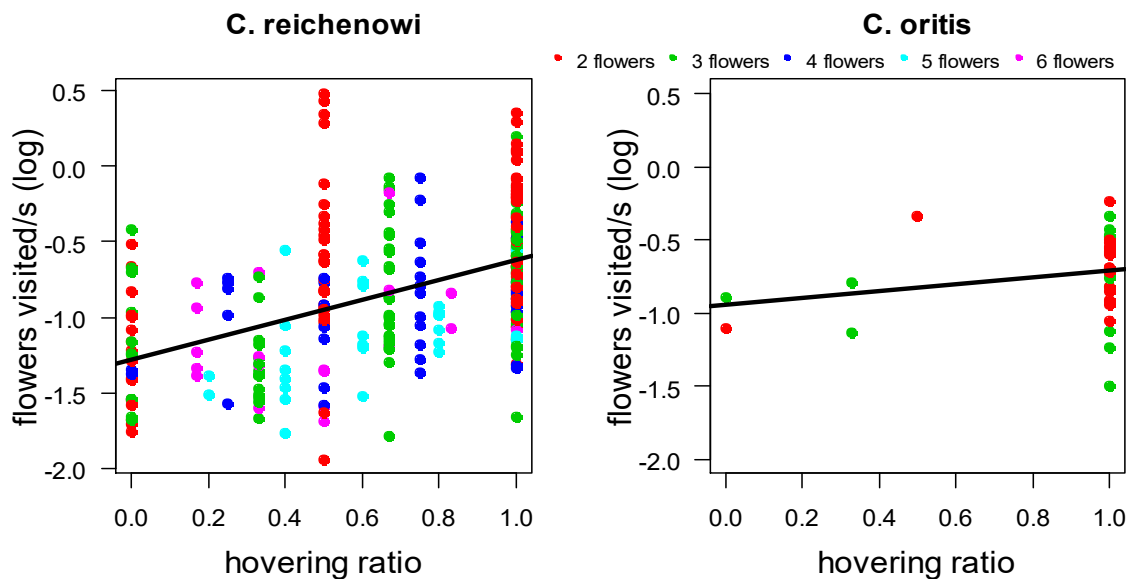 C. reichenowi
C. oritis
2 flowers 3 flowers 4 flowers 5 flowers 6 flowers
flowers visited/s (log)
0.5
0.0
-0.5
-1.0
-1.5
-2.0
0.0 0.2 0.4 0.6 0.8 1.0
hovering ratio
flowers visited/s (log)
0.5
0.0
-0.5
-1.0
-1.5
-2.0
0.0 0.2 0.4 0.6 0.8 1.0
hovering ratio